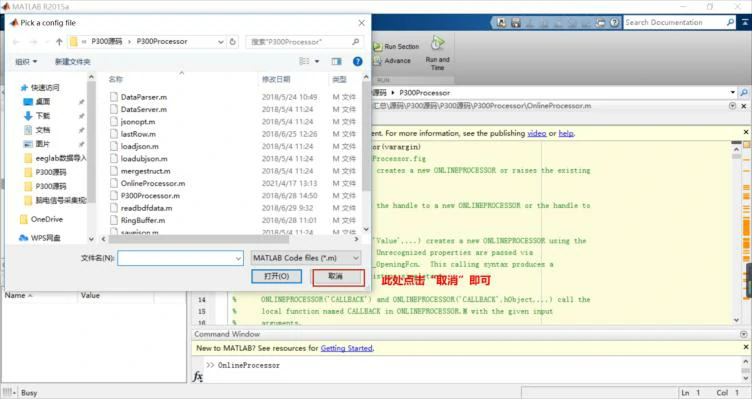 MATLAB R2015a
Pick a config file
« P300源码 > P300Processor
搜索"P300Processor"
组织 新建文件夹
快速访问
桌面
下载
文档
图片
eeglab数据导入
P300源码
P300源码
脑电信号采集规
OneDrive
WPS网盘
名称 修改日期 类型
DataParser.m 2018/5/24 10:49 M 文件
DataServer.m 2018/5/4 11:24 M 文件
jsonopt.m 2018/5/4 11:24 M 文件
lastRow.m 2018/6/25 12:26 M 文件
loadjson.m 2018/5/4 11:24 M 文件
loadubjson.m 2018/5/4 11:24 M 文件
mergestruct.m 2018/5/4 11:24 M 文件
OnlineProcessor.m 2021/4/17 13:13 M 文件
P300Processor.m 2018/6/28 14:50 M 文件
readbdfdata.m 2018/6/29 9:32 M 文件
RingBuffer.m 2018/6/28 11:01 M 文件
savejson.m 2018/5/4 11:24 M 文件
文件名(N): MATLAB Code files (*.m)
打开(O) 取消
此处点击“取消”即可
Search Documentation
Run Section
Advance
Run and
Time
RUN
源码 ▸ P300Processor
汇总\源码\P300源码\P300源码\P300Processor\OnlineProcessor.m
ent. For more information, see the publishing video or help.
or(varargin)
Processor.fig
creates a new ONLINEPROCESSOR or raises the existing
the handle to a new ONLINEPROCESSOR or the handle to
'Value',...) creates a new ONLINEPROCESSOR using the
Unrecognized properties are passed via
_OpeningFcn. This calling syntax produces a
14 % ONLINEPROCESSOR('CALLBACK') and ONLINEPROCESSOR('CALLBACK',hObject,...) call the
15 % local function named CALLBACK in ONLINEPROCESSOR.M with the given input
16 % arguments.
Name Value
Command Window
New to MATLAB? See resources for Getting Started.
>> OnlineProcessor
fx
Busy
Ln 1 Col 1